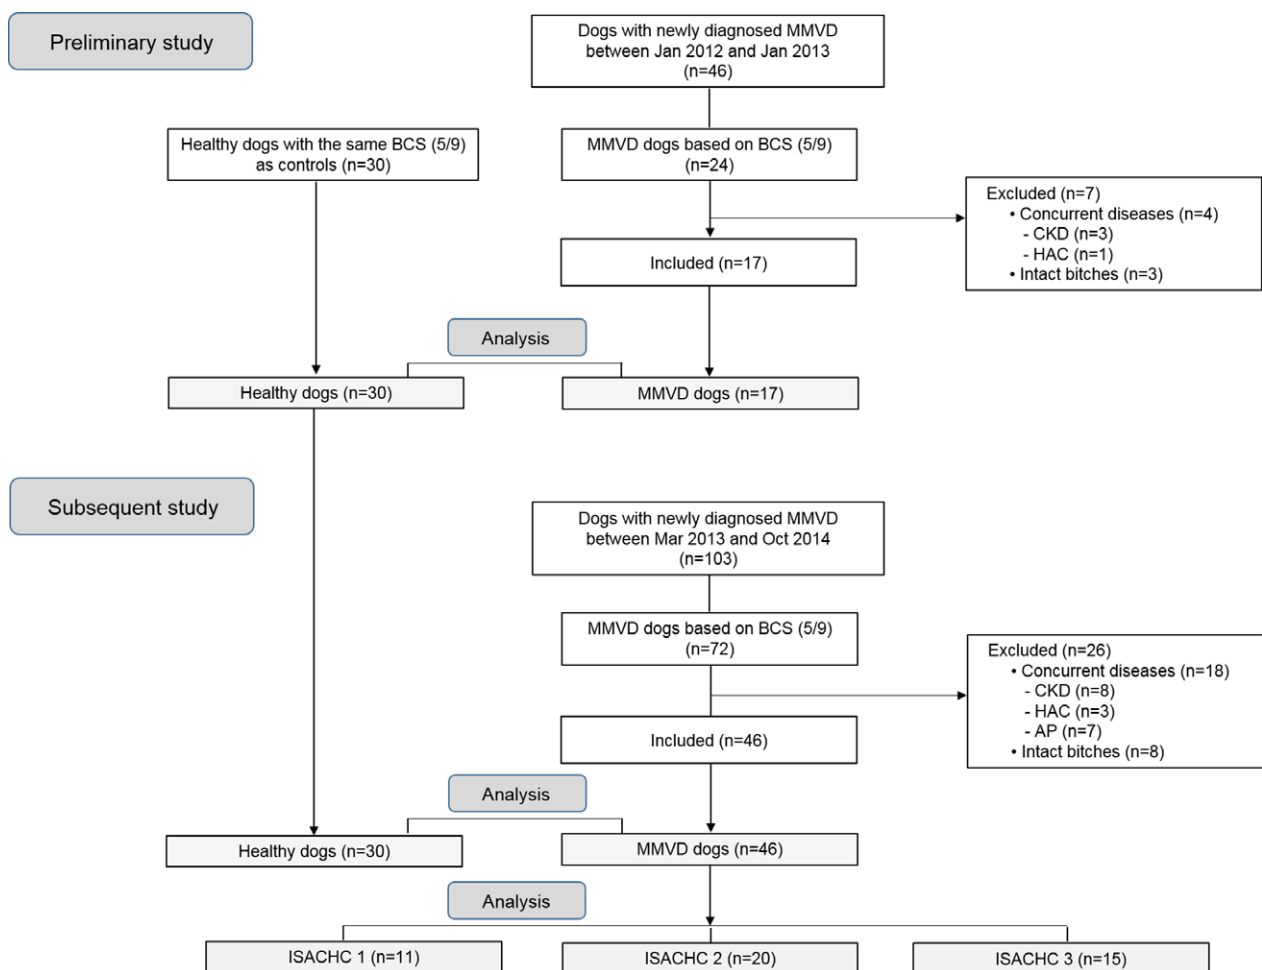 Preliminary study
Dogs with newly diagnosed MMVD
between Jan 2012 and Jan 2013
(n=46)
Healthy dogs with the same BCS (5/9)
as controls (n=30)
MMVD dogs based on BCS (5/9)
(n=24)
Excluded (n=7)
• Concurrent diseases (n=4)
- CKD (n=3)
- HAC (n=1)
• Intact bitches (n=3)
Included (n=17)
Analysis
Healthy dogs (n=30)
MMVD dogs (n=17)
Subsequent study
Dogs with newly diagnosed MMVD
between Mar 2013 and Oct 2014
(n=103)
MMVD dogs based on BCS (5/9)
(n=72)
Excluded (n=26)
• Concurrent diseases (n=18)
- CKD (n=8)
- HAC (n=3)
- AP (n=7)
• Intact bitches (n=8)
Included (n=46)
Analysis
Healthy dogs (n=30)
MMVD dogs (n=46)
Analysis
ISACHC 1 (n=11)
ISACHC 2 (n=20)
ISACHC 3 (n=15)